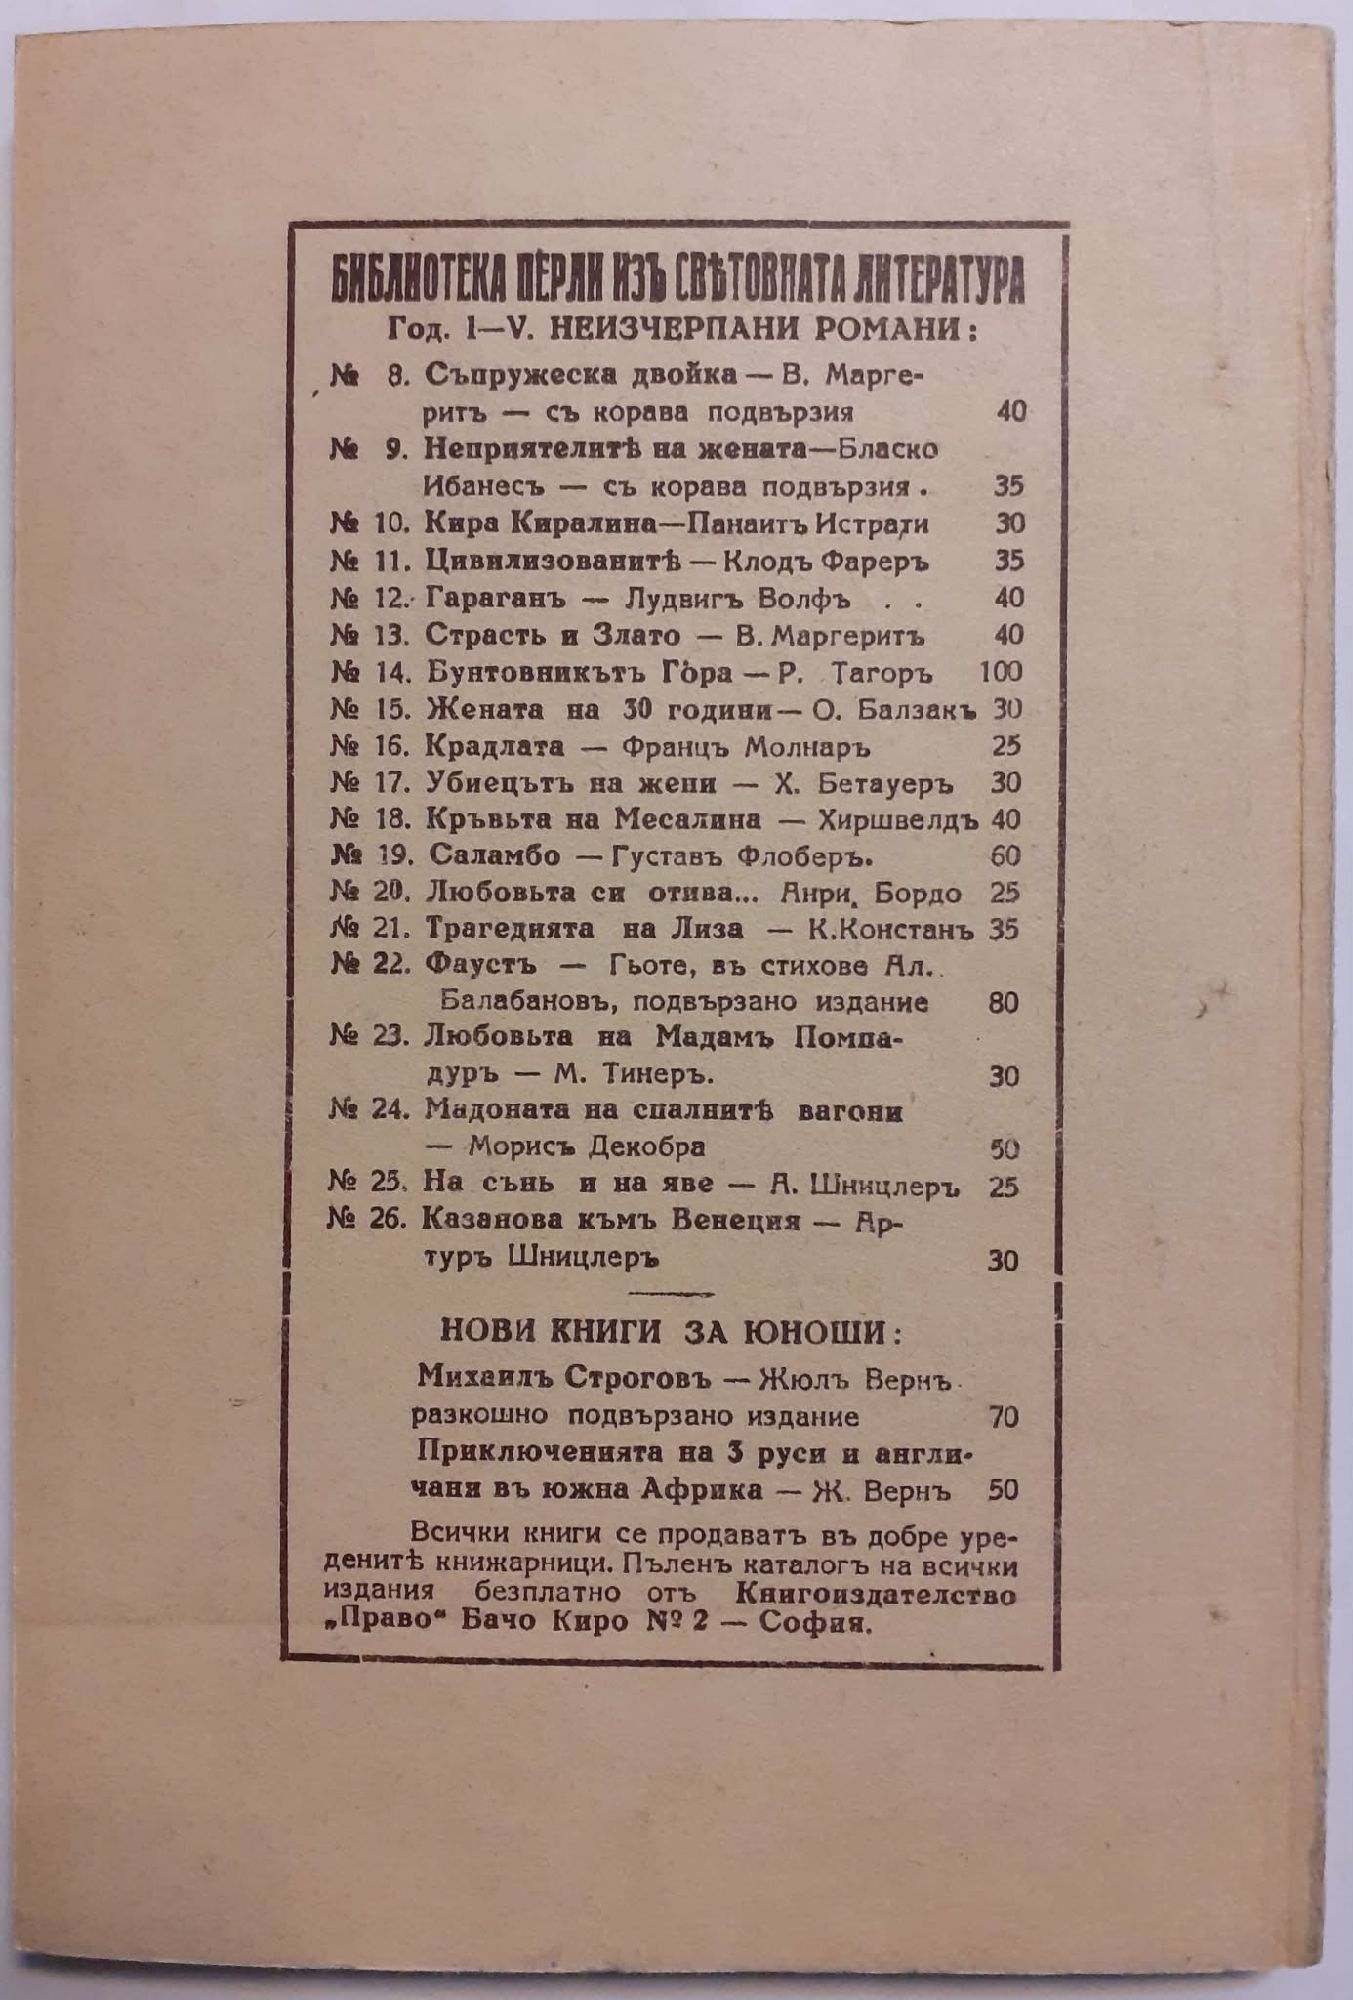 БИБЛИОТЕКА ПЕРЛИ ИЗЪ СВѢТОВНАТА ЛИТЕРАТУРА
Год. I—V. НЕИЗЧЕРПАНИ РОМАНИ:
№ 8. Съпружеска двойка — В. Марге-
ритъ — съ корава подвързия 40
№ 9. Неприятелитѣ на жената—Бласко
Ибанесъ — съ корава подвързия . 35
№ 10. Кира Киралина—Панаитъ Истрати 30
№ 11. Цивилизованитѣ — Клодъ Фареръ 35
№ 12. Гараганъ — Лудвигъ Волфъ . . 40
№ 13. Страсть и Злато — В. Маргеритъ 40
№ 14. Бунтовникътъ Гора — Р. Тагоръ 100
№ 15. Жената на 30 години — О. Балзакъ 30
№ 16. Крадлата — Францъ Молнаръ 25
№ 17. Убиецътъ на жени — Х. Бетауеръ 30
№ 18. Кръвьта на Месалина — Хиршвелдъ 40
№ 19. Саламбо — Густавъ Флоберъ. 60
№ 20. Любовьта си отива... Анри Бордо 25
№ 21. Трагедията на Лиза — К.Констанъ 35
№ 22. Фаустъ — Гьоте, въ стихове Ал.
Балабановъ, подвързано издание 80
№ 23. Любовьта на Мадамъ Помпа-
дуръ — М. Тинеръ. 30
№ 24. Мадоната на спалнитѣ вагони
— Морисъ Декобра 50
№ 25. На сънь и на яве — А. Шницлеръ 25
№ 26. Казанова къмъ Венеция — Ар-
туръ Шницлеръ 30
НОВИ КНИГИ ЗА ЮНОШИ:
Михаилъ Строговъ — Жюлъ Вернъ
разкошно подвързано издание 70
Приключенията на 3 руси и англи-
чани въ южна Африка — Ж. Вернъ 50
Всички книги се продаватъ въ добре уре-
денитѣ книжарници. Пъленъ каталогъ на всички
издания безплатно отъ Книгоиздателство
„Право“ Бачо Киро № 2 — София.